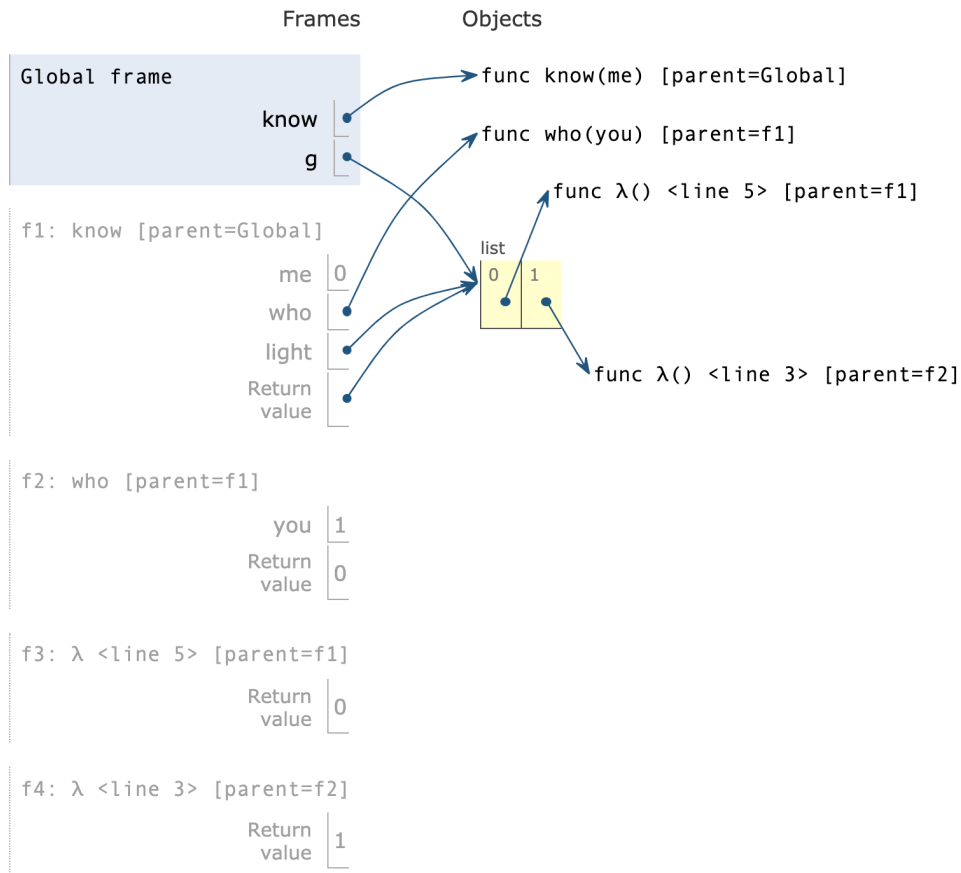 Frames Objects
Global frame
know
g
func know(me) [parent=Global]
func who(you) [parent=f1]
func λ() <line 5> [parent=f1]
list
0 1
func λ() <line 3> [parent=f2]
f1: know [parent=Global]
me 0
who
light
Return
value
f2: who [parent=f1]
you 1
Return
value 0
f3: λ <line 5> [parent=f1]
Return
value 0
f4: λ <line 3> [parent=f2]
Return
value 1